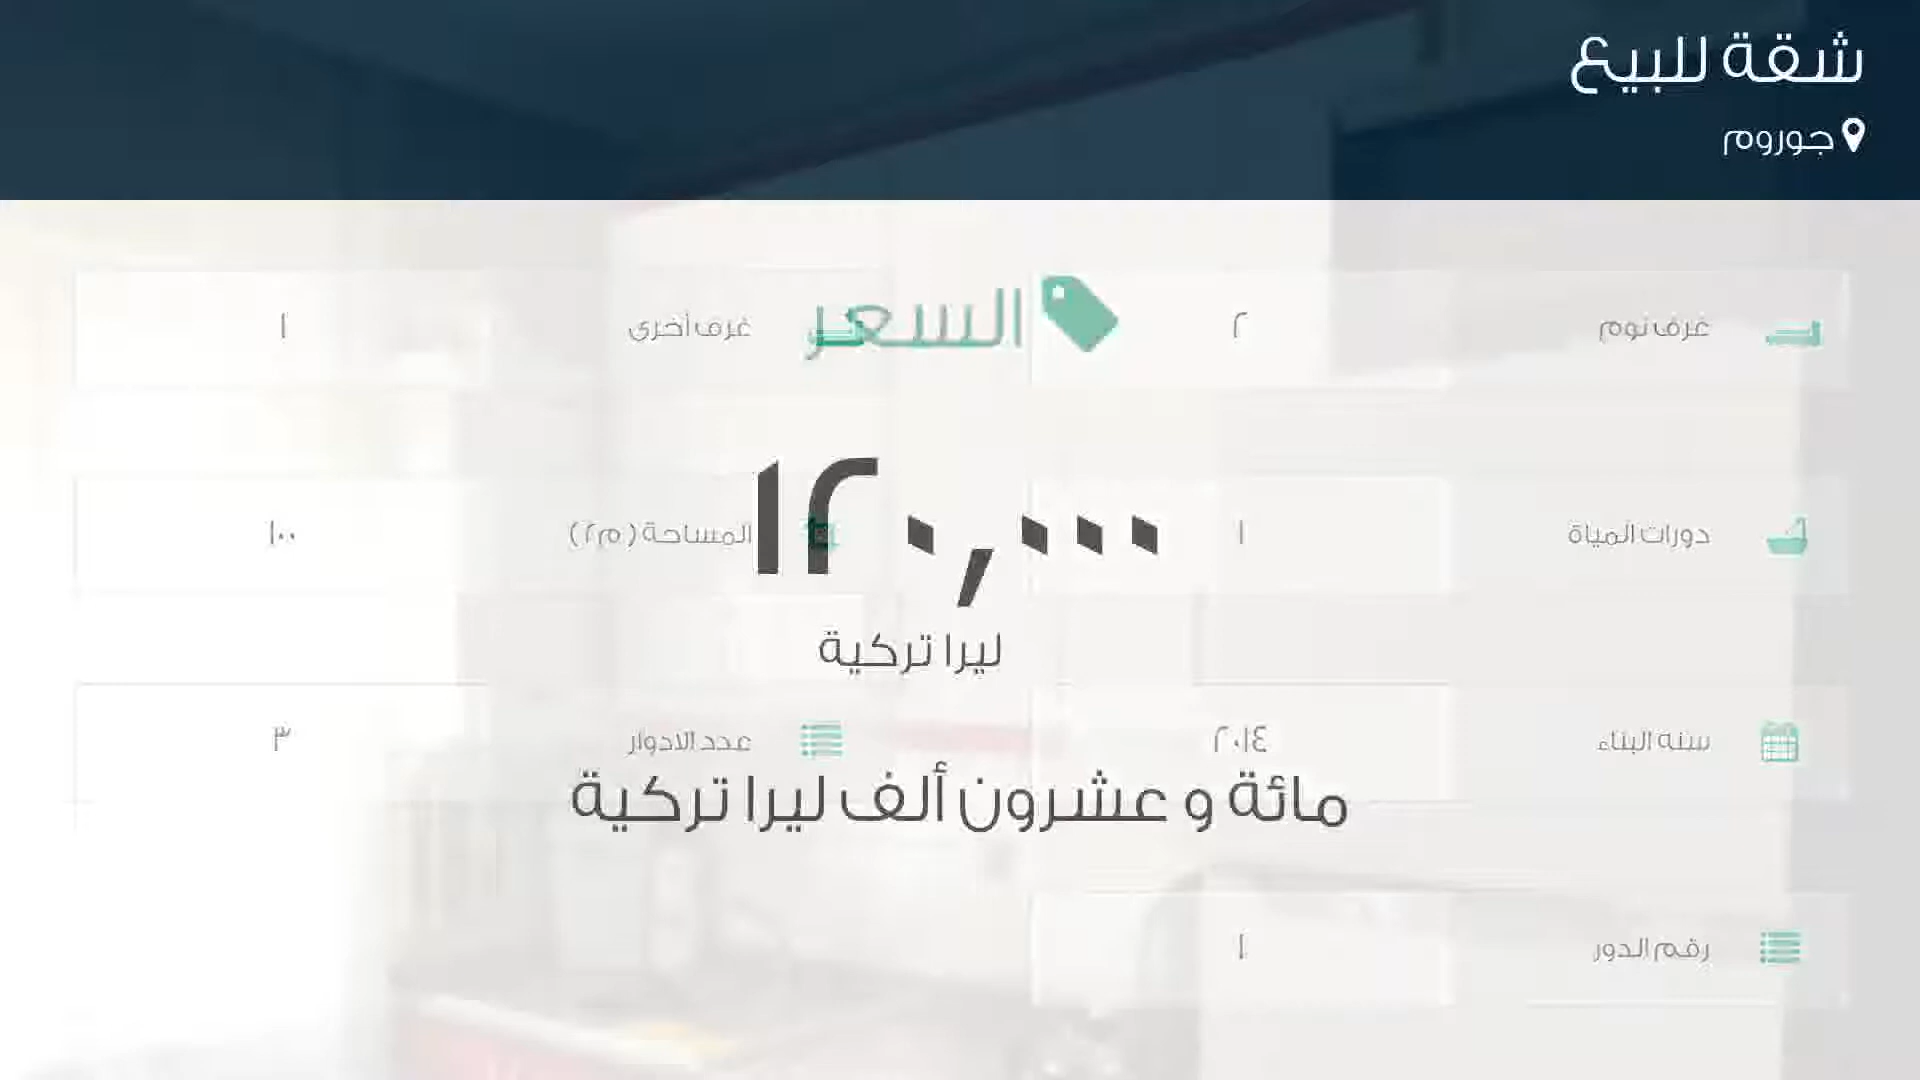 شقة للبيع
جوروم
السعر
غرف نوم ٢
غرف أخرى ١
١٢٠,٠٠٠
دورات المياة ١
المساحة (م٢) ١٠٠
ليرا تركية
سنه البناء ٢٠١٤
عدد الادوار ٣
مائة و عشرون ألف ليرا تركية
رقم الدور ١